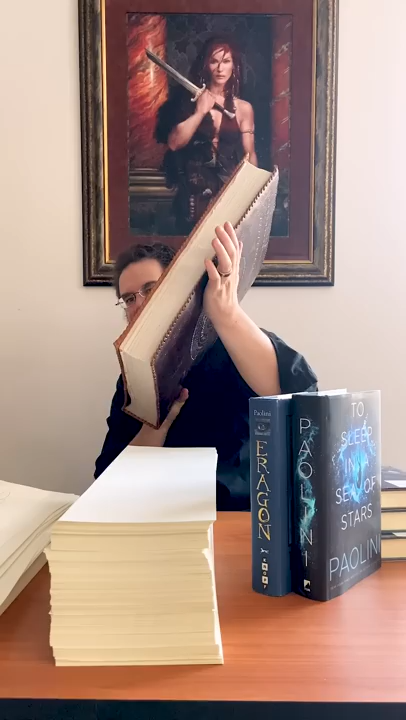 Paolini
ERAGON
PAOLINI
TO
SLEEP
IN A
SEA OF
STARS
PAOLINI